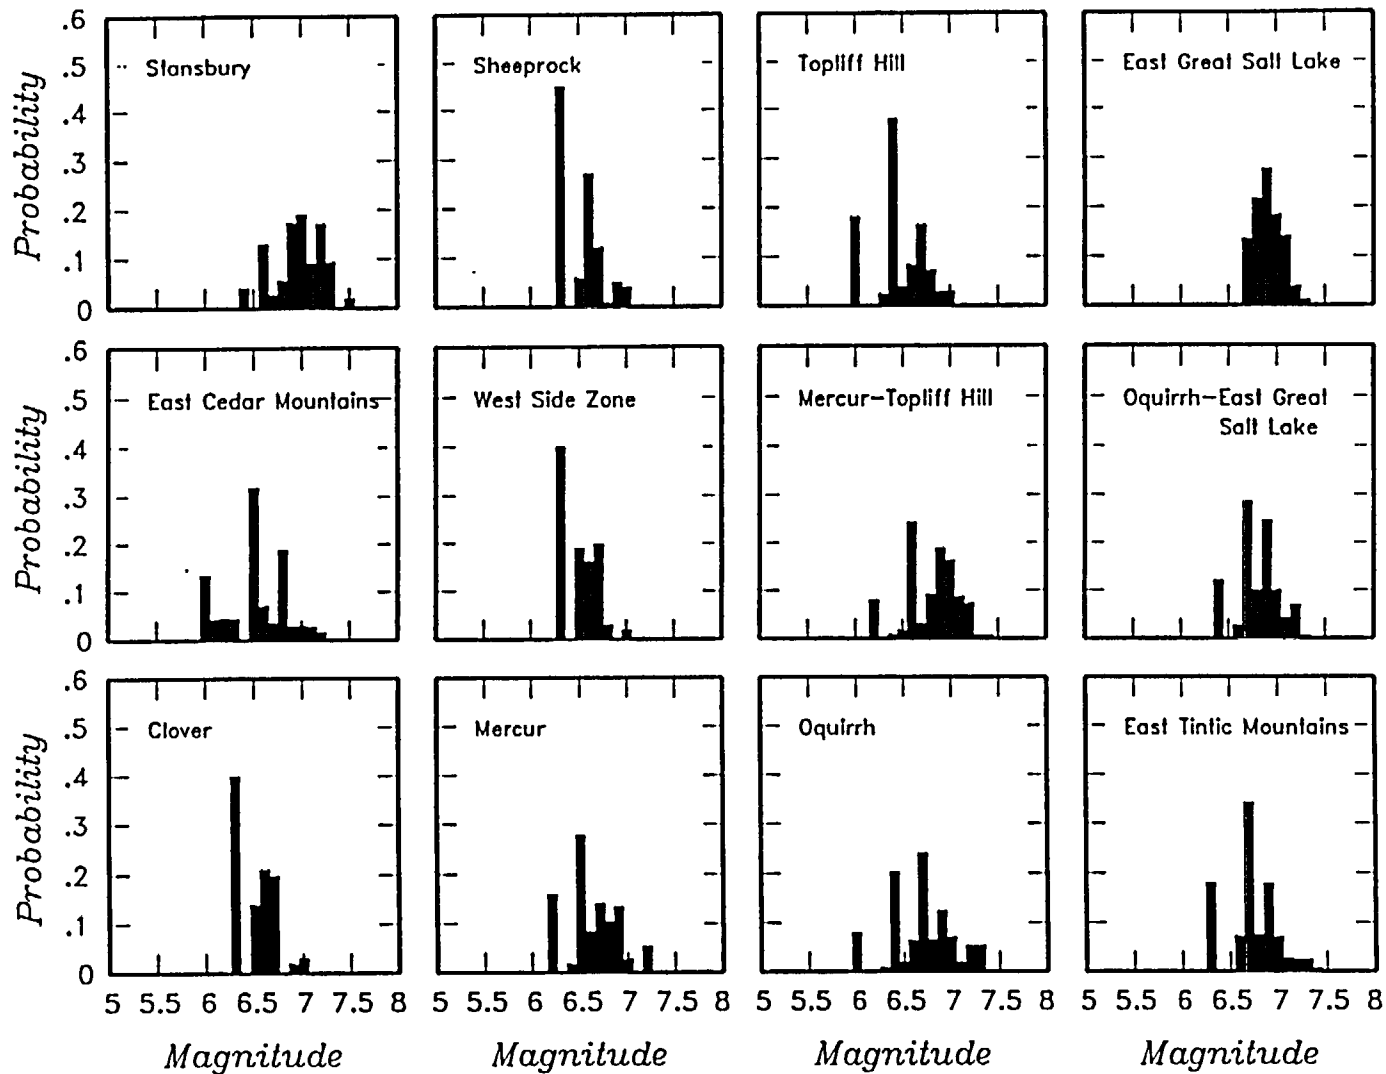 .6
.5
.4
.3
.2
.1
0
Probability
Stansbury
Sheeprock
Topliff Hill
East Great Salt Lake
.6
.5
.4
.3
.2
.1
0
Probability
East Cedar Mountains
West Side Zone
Mercur-Topliff Hill
Oquirrh-East Great
Salt Lake
.6
.5
.4
.3
.2
.1
0
Probability
Clover
Mercur
Oquirrh
East Tintic Mountains
5 5.5 6 6.5 7 7.5 8
5 5.5 6 6.5 7 7.5 8
5 5.5 6 6.5 7 7.5 8
5 5.5 6 6.5 7 7.5 8
Magnitude
Magnitude
Magnitude
Magnitude